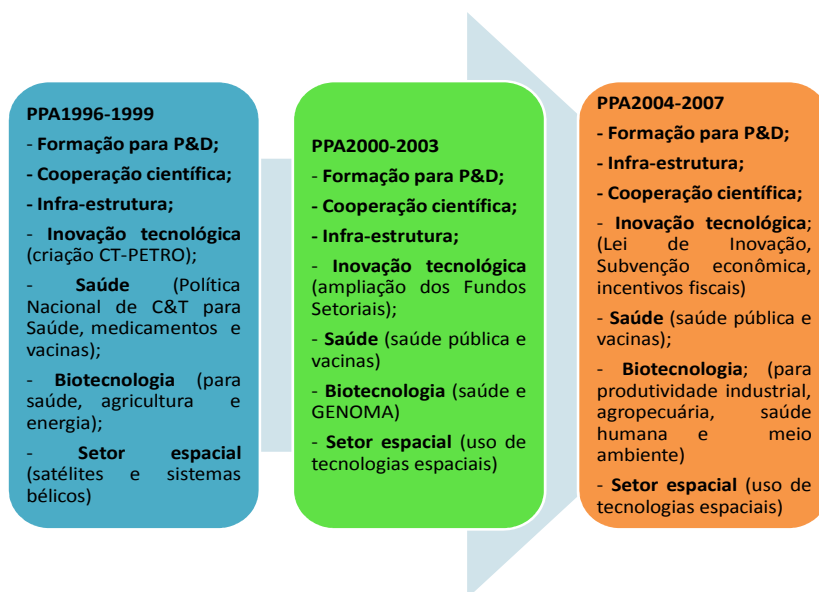 PPA1996-1999
- Formação para P&D;
- Cooperação científica;
- Infra-estrutura;
- Inovação tecnológica
(criação CT-PETRO);
- Saúde (Política
Nacional de C&T para
Saúde, medicamentos e
vacinas);
- Biotecnologia (para
saúde, agricultura e
energia);
- Setor espacial
(satélites e sistemas
bélicos)
PPA2000-2003
- Formação para P&D;
- Cooperação científica;
- Infra-estrutura;
- Inovação tecnológica
(ampliação dos Fundos
Setoriais);
- Saúde (saúde pública e
vacinas)
- Biotecnologia (saúde e
GENOMA)
- Setor espacial (uso de
tecnologias espaciais)
PPA2004-2007
- Formação para P&D;
- Infra-estrutura;
- Cooperação científica;
- Inovação tecnológica;
(Lei de Inovação,
Subvenção econômica,
incentivos fiscais)
- Saúde (saúde pública e
vacinas);
- Biotecnologia; (para
produtividade industrial,
agropecuária, saúde
humana e meio
ambiente)
- Setor espacial (uso de
tecnologias espaciais)